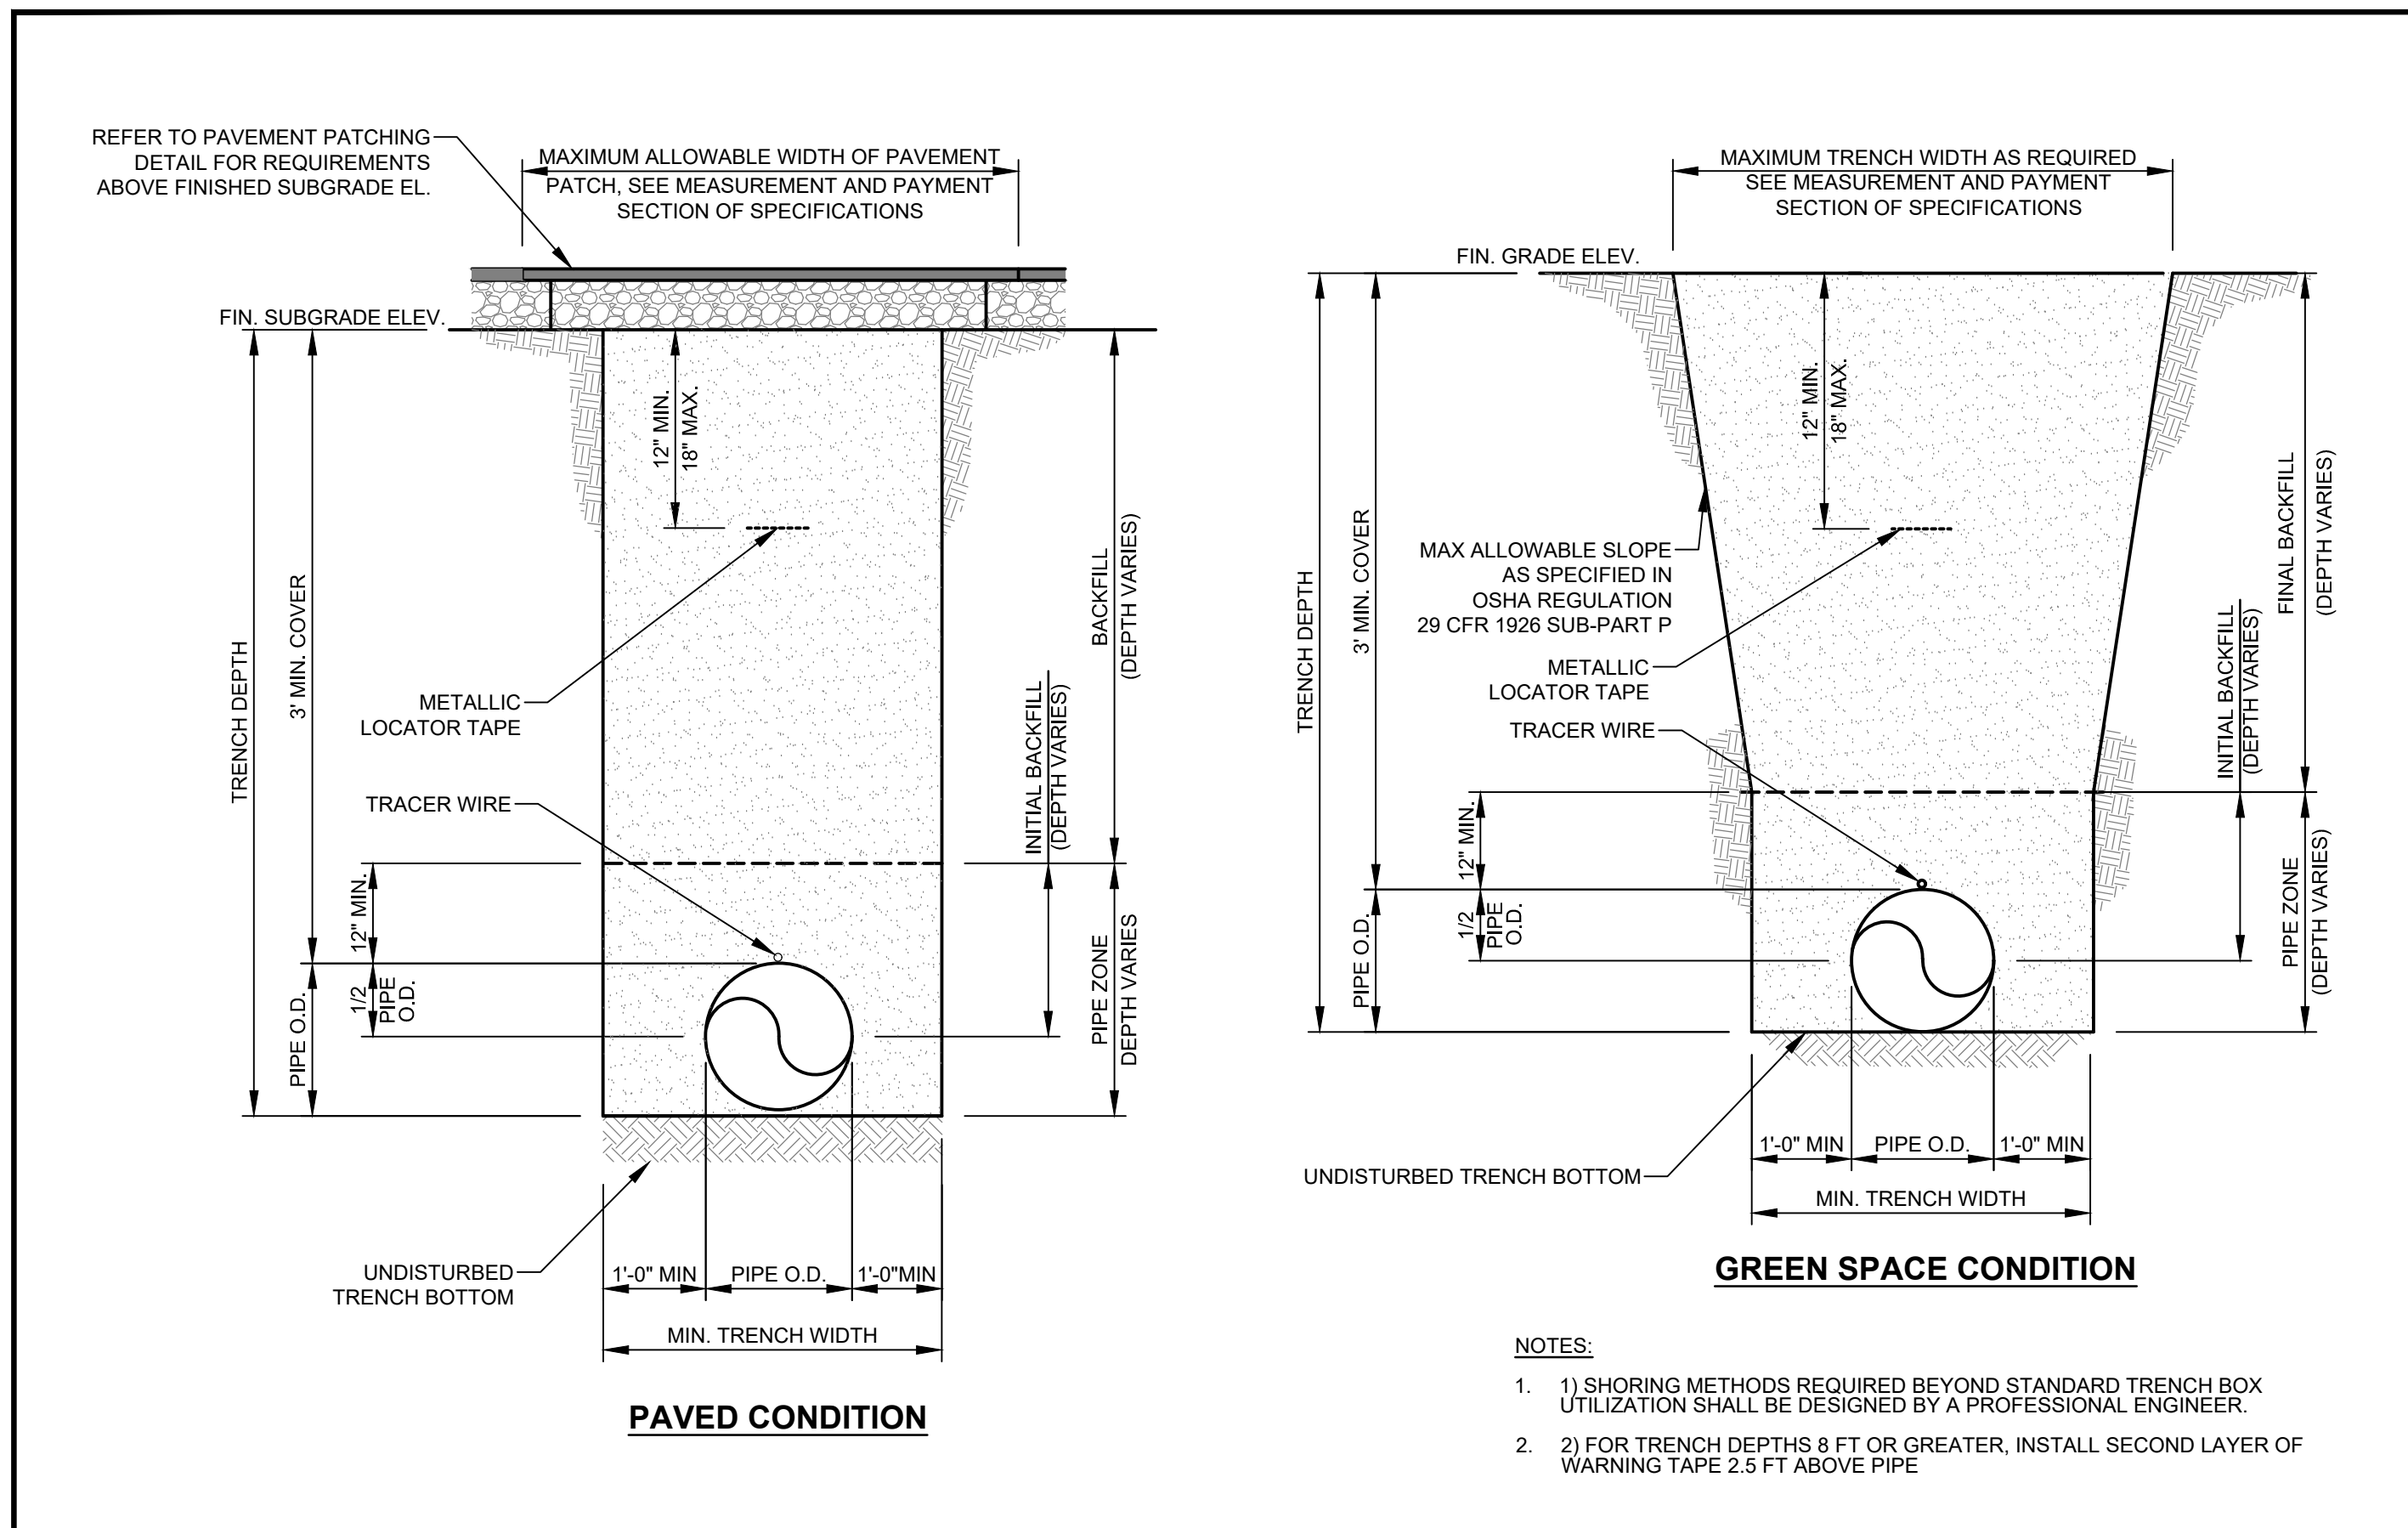 REFER TO PAVEMENT PATCHING
DETAIL FOR REQUIREMENTS
ABOVE FINISHED SUBGRADE EL.
MAXIMUM ALLOWABLE WIDTH OF PAVEMENT
PATCH, SEE MEASUREMENT AND PAYMENT
SECTION OF SPECIFICATIONS
FIN. SUBGRADE ELEV.
12" MIN.
18" MAX.
TRENCH DEPTH
3' MIN. COVER
BACKFILL
(DEPTH VARIES)
METALLIC
LOCATOR TAPE
INITIAL BACKFILL
(DEPTH VARIES)
TRACER WIRE
12" MIN.
PIPE O.D.
1/2
PIPE
O.D.
PIPE ZONE
DEPTH VARIES
UNDISTURBED
TRENCH BOTTOM
1'-0" MIN
PIPE O.D.
1'-0"MIN
MIN. TRENCH WIDTH
PAVED CONDITION
MAXIMUM TRENCH WIDTH AS REQUIRED
SEE MEASUREMENT AND PAYMENT
SECTION OF SPECIFICATIONS
FIN. GRADE ELEV.
12" MIN.
18" MAX.
TRENCH DEPTH
3' MIN. COVER
FINAL BACKFILL
(DEPTH VARIES)
MAX ALLOWABLE SLOPE
AS SPECIFIED IN
OSHA REGULATION
29 CFR 1926 SUB-PART P
METALLIC
LOCATOR TAPE
TRACER WIRE
INITIAL BACKFILL
(DEPTH VARIES)
12" MIN.
PIPE O.D.
1/2
PIPE
O.D.
PIPE ZONE
(DEPTH VARIES)
UNDISTURBED TRENCH BOTTOM
1'-0" MIN
PIPE O.D.
1'-0" MIN
MIN. TRENCH WIDTH
GREEN SPACE CONDITION
NOTES:
1. 1) SHORING METHODS REQUIRED BEYOND STANDARD TRENCH BOX
UTILIZATION SHALL BE DESIGNED BY A PROFESSIONAL ENGINEER.
2. 2) FOR TRENCH DEPTHS 8 FT OR GREATER, INSTALL SECOND LAYER OF
WARNING TAPE 2.5 FT ABOVE PIPE